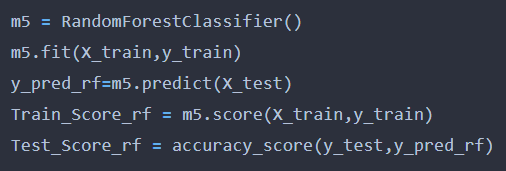 m5 = RandomForestClassifier()
m5.fit(X_train,y_train)
y_pred_rf=m5.predict(X_test)
Train_Score_rf = m5.score(X_train,y_train)
Test_Score_rf = accuracy_score(y_test,y_pred_rf)